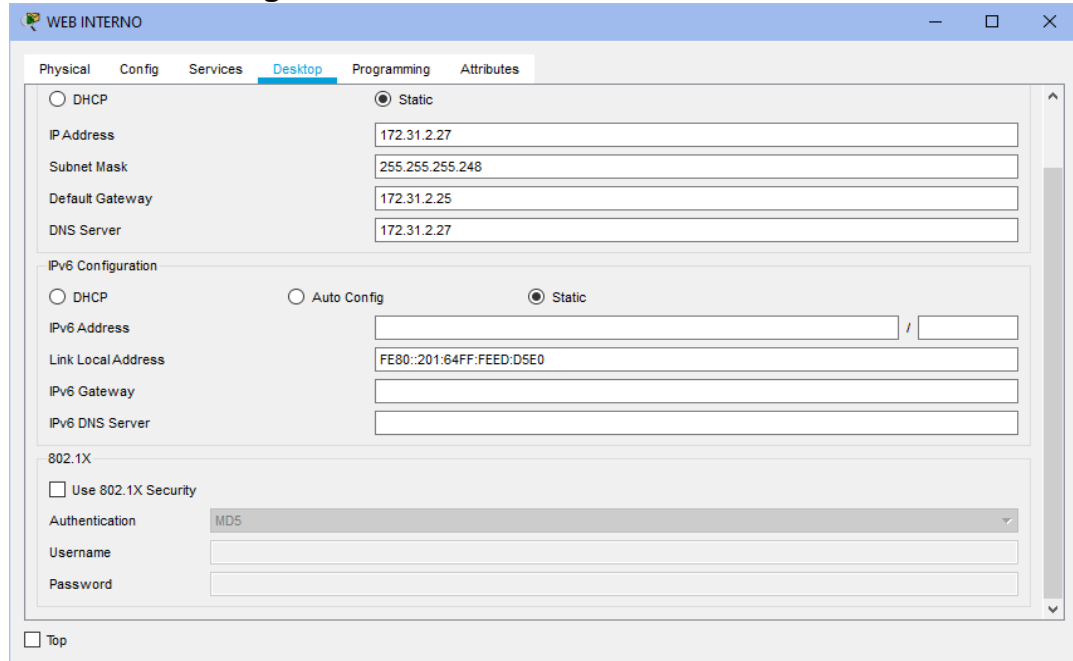 WEB INTERNO
Physical Config Services Desktop Programming Attributes
DHCP Static
IP Address 172.31.2.27
Subnet Mask 255.255.255.248
Default Gateway 172.31.2.25
DNS Server 172.31.2.27
IPv6 Configuration
DHCP Auto Config Static
IPv6 Address /
Link Local Address FE80::201:64FF:FEED:D5E0
IPv6 Gateway
IPv6 DNS Server
802.1X
Use 802.1X Security
Authentication MD5
Username
Password
Top